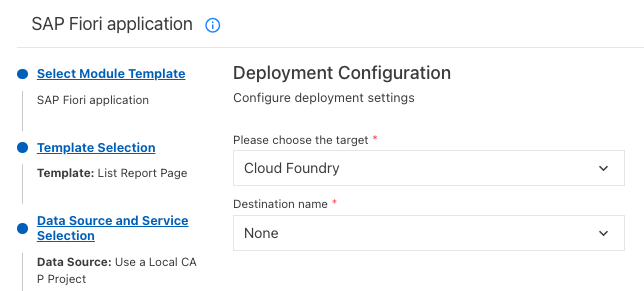 SAP Fiori application
Select Module Template
SAP Fiori application
Template Selection
Template: List Report Page
Data Source and Service
Selection
Data Source: Use a Local CA
P Project
Deployment Configuration
Configure deployment settings
Please choose the target *
Cloud Foundry
Destination name *
None